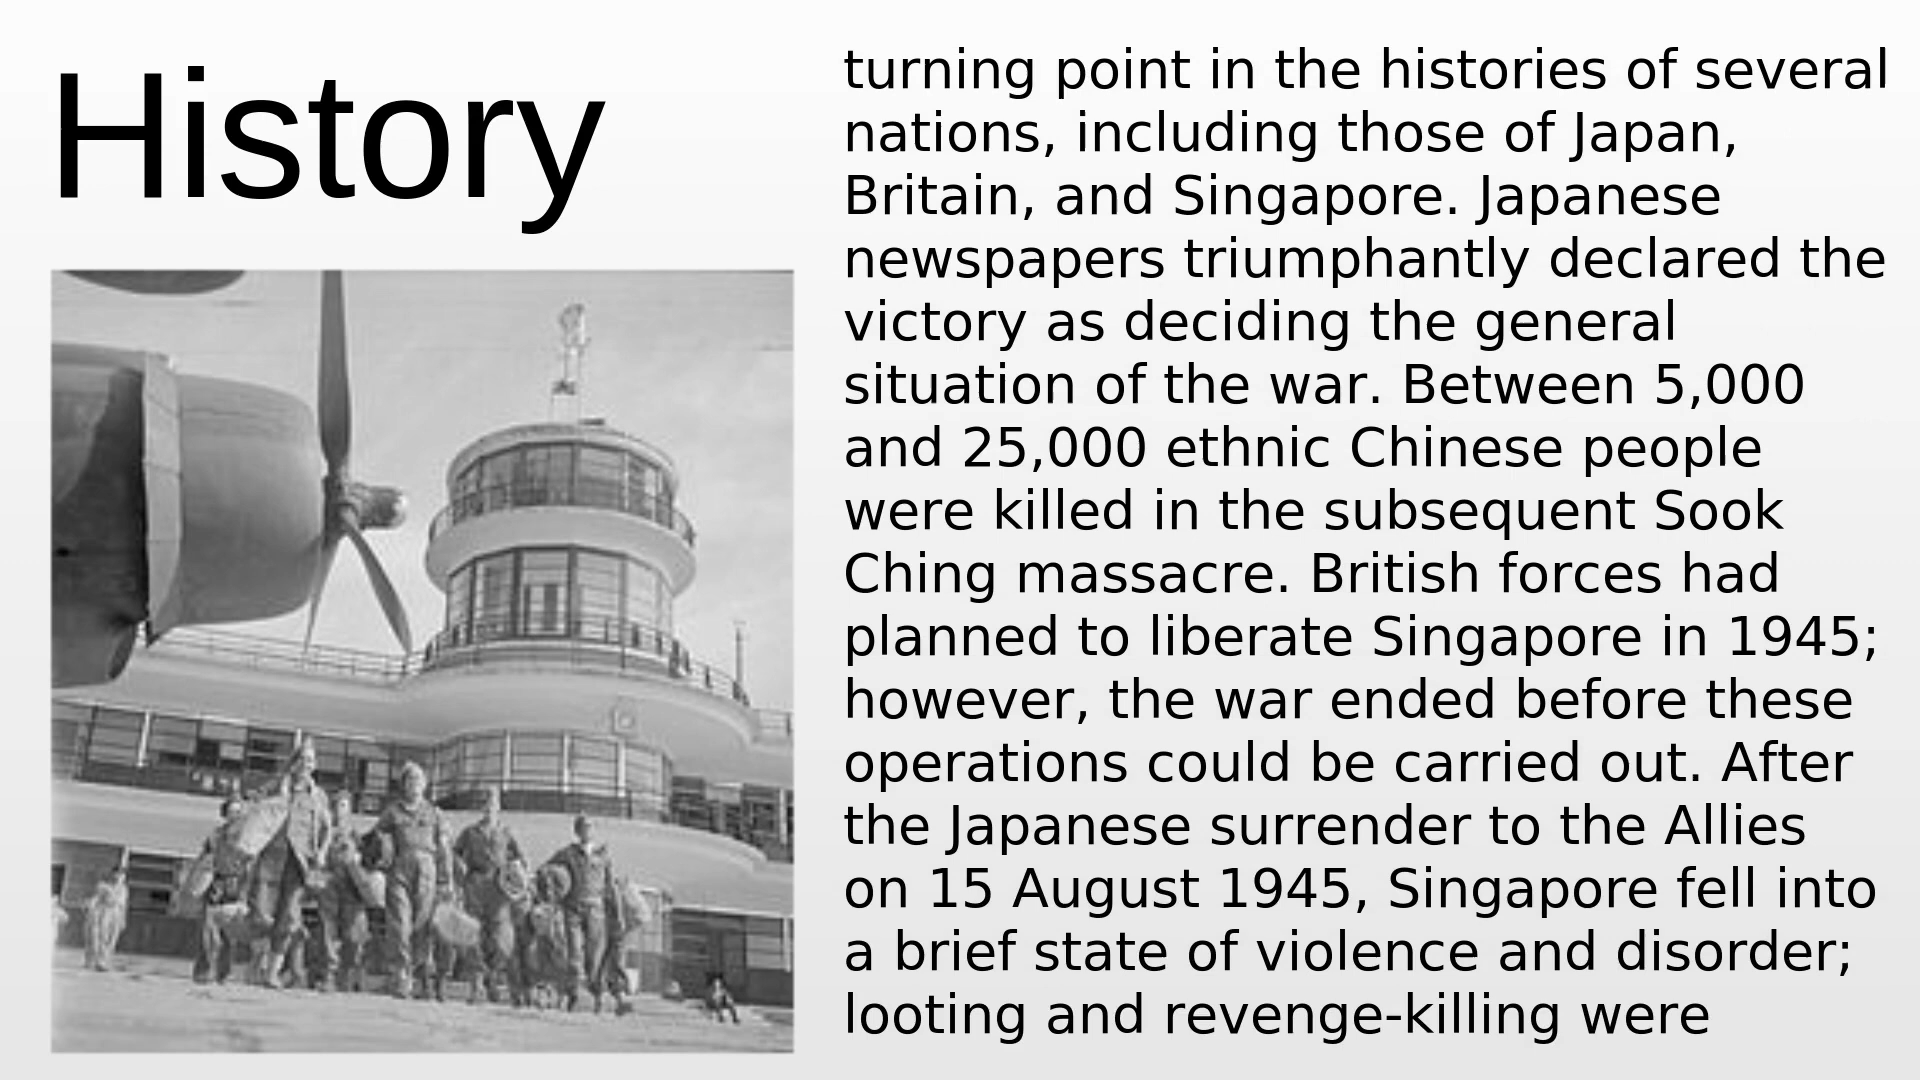 History
turning point in the histories of several
nations, including those of Japan,
Britain, and Singapore. Japanese
newspapers triumphantly declared the
victory as deciding the general
situation of the war. Between 5,000
and 25,000 ethnic Chinese people
were killed in the subsequent Sook
Ching massacre. British forces had
planned to liberate Singapore in 1945;
however, the war ended before these
operations could be carried out. After
the Japanese surrender to the Allies
on 15 August 1945, Singapore fell into
a brief state of violence and disorder;
looting and revenge-killing were